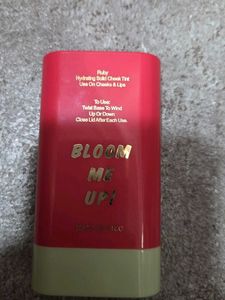 Ruby
Hydrating Solid Cheek Tint
Use On Cheeks & Lips
To Use:
Twist Base To Wind
Up Or Down
Close Lid After Each Use.
BLOOM
ME
UP!